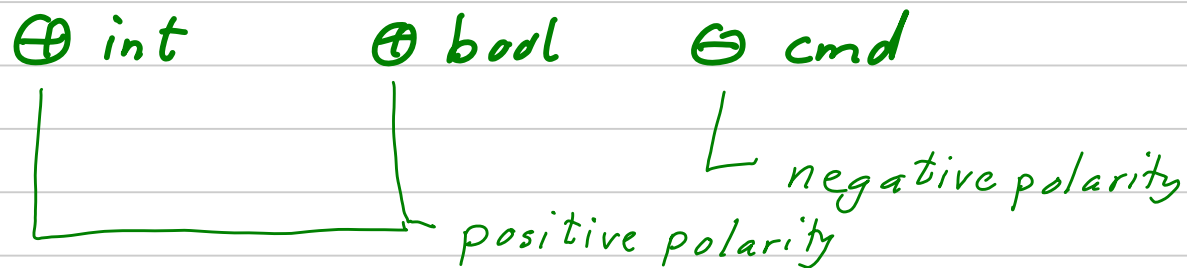 ⊕ int ⊕ bool ⊖ cmd
negative polarity
positive polarity